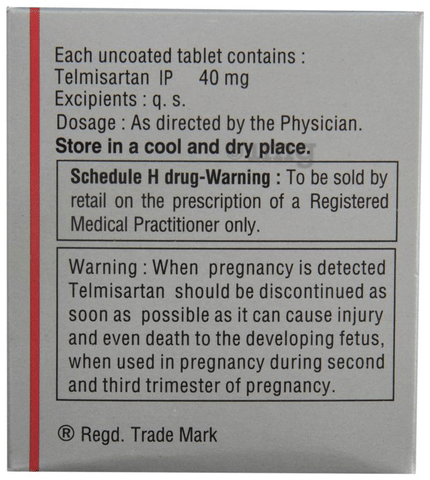 Each uncoated tablet contains :
Telmisartan IP 40 mg
Excipients : q. s.
Dosage : As directed by the Physician.
Store in a cool and dry place.
Schedule H drug-Warning : To be sold by
retail on the prescription of a Registered
Medical Practitioner only.
Warning : When pregnancy is detected
Telmisartan should be discontinued as
soon as possible as it can cause injury
and even death to the developing fetus,
when used in pregnancy during second
and third trimester of pregnancy.
® Regd. Trade Mark